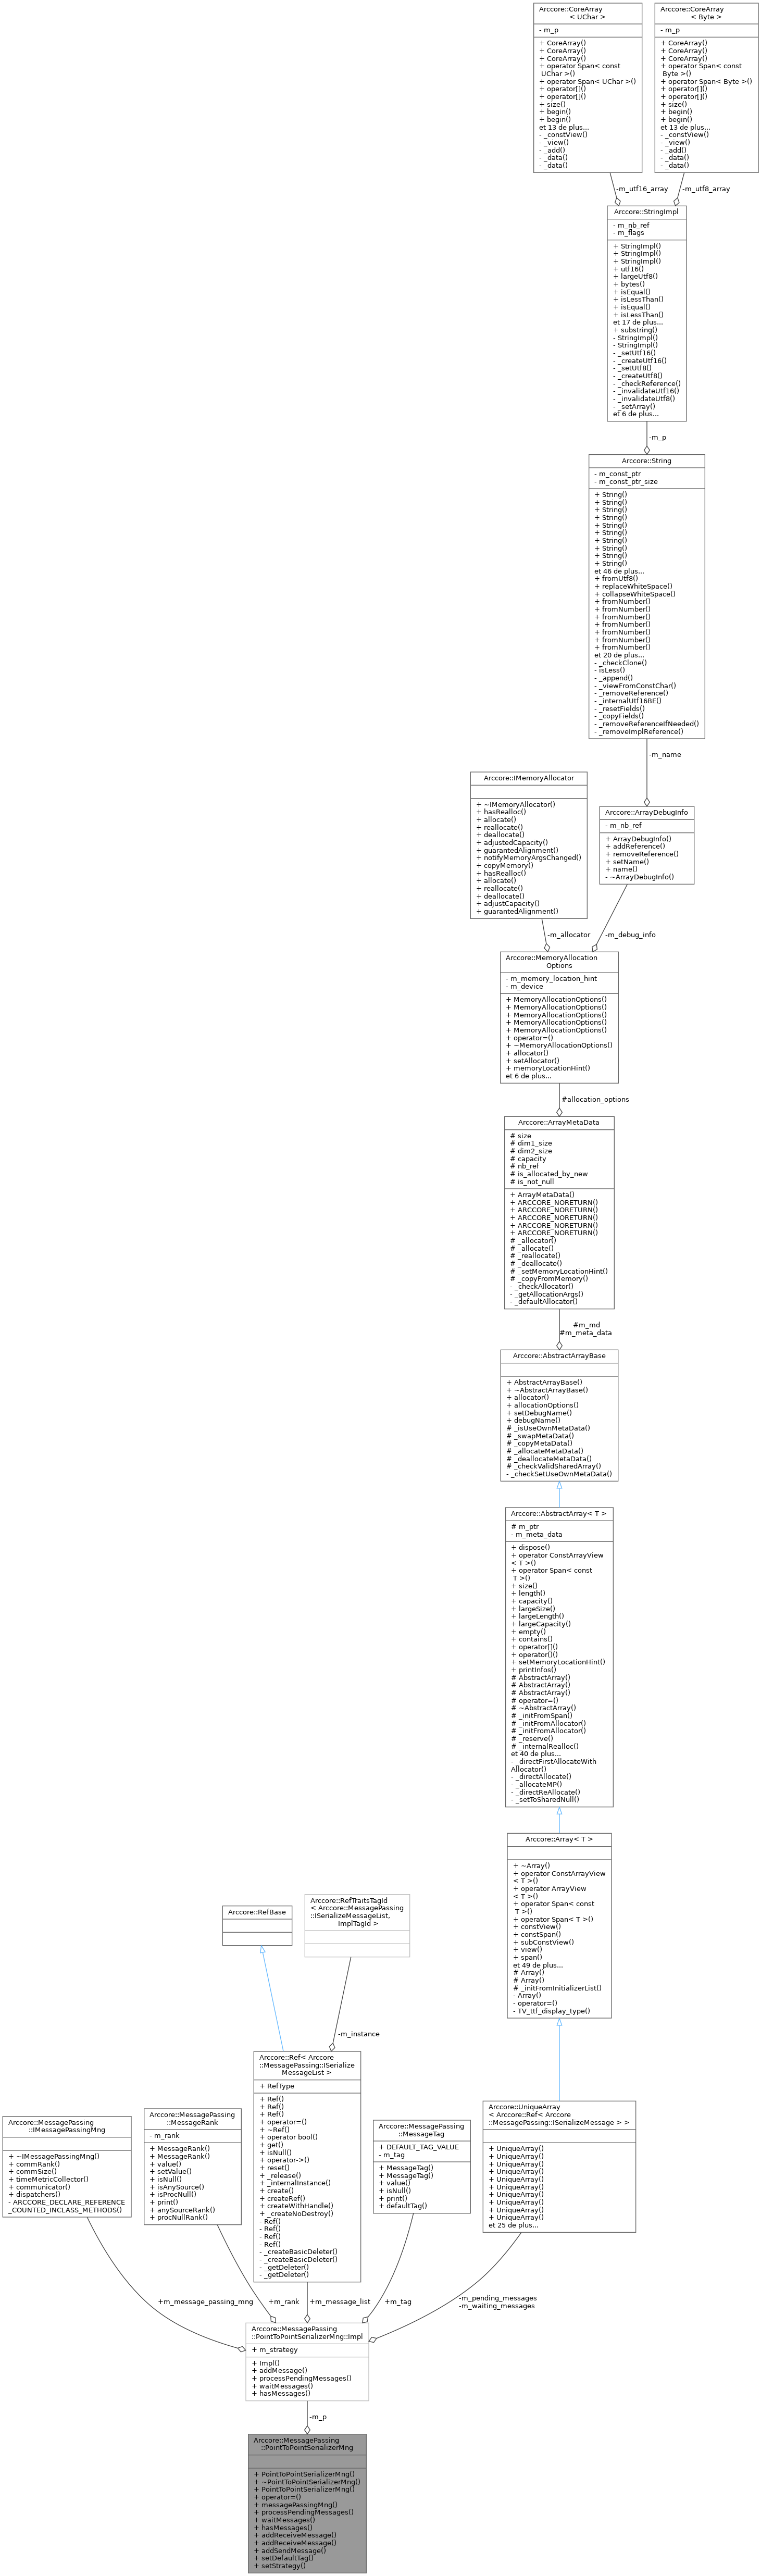 Arccore::CoreArray
< UChar >
- m_p
+ CoreArray()
+ CoreArray()
+ CoreArray()
+ operator Span< const
UChar >()
+ operator Span< UChar >()
+ operator[]()
+ operator[]()
+ size()
+ begin()
+ begin()
et 13 de plus...
- _constView()
- _view()
- _add()
- _data()
- _data()
Arccore::CoreArray
< Byte >
- m_p
+ CoreArray()
+ CoreArray()
+ CoreArray()
+ operator Span< const
Byte >()
+ operator Span< Byte >()
+ operator[]()
+ operator[]()
+ size()
+ begin()
+ begin()
et 13 de plus...
- _constView()
- _view()
- _add()
- _data()
- _data()
-m_utf16_array
-m_utf8_array
Arccore::StringImpl
- m_nb_ref
- m_flags
+ StringImpl()
+ StringImpl()
+ StringImpl()
+ utf16()
+ largeUtf8()
+ bytes()
+ isEqual()
+ isLessThan()
+ isEqual()
+ isLessThan()
et 17 de plus...
+ substring()
- StringImpl()
- StringImpl()
- _setUtf16()
- _createUtf16()
- _setUtf8()
- _createUtf8()
- _checkReference()
- _invalidateUtf16()
- _invalidateUtf8()
- _setArray()
et 6 de plus...
-m_p
Arccore::String
- m_const_ptr
- m_const_ptr_size
+ String()
+ String()
+ String()
+ String()
+ String()
+ String()
+ String()
+ String()
+ String()
+ String()
et 46 de plus...
+ fromUtf8()
+ replaceWhiteSpace()
+ collapseWhiteSpace()
+ fromNumber()
+ fromNumber()
+ fromNumber()
+ fromNumber()
+ fromNumber()
+ fromNumber()
+ fromNumber()
et 20 de plus...
- _checkClone()
- isLess()
- _append()
- _viewFromConstChar()
- _removeReference()
- _internalUtf16BE()
- _resetFields()
- _copyFields()
- _removeReferenceIfNeeded()
- _removeImplReference()
-m_name
Arccore::IMemoryAllocator
+ ~IMemoryAllocator()
+ hasRealloc()
+ allocate()
+ reallocate()
+ deallocate()
+ adjustedCapacity()
+ guarantedAlignment()
+ notifyMemoryArgsChanged()
+ copyMemory()
+ hasRealloc()
+ allocate()
+ reallocate()
+ deallocate()
+ adjustCapacity()
+ guarantedAlignment()
Arccore::ArrayDebugInfo
- m_nb_ref
+ ArrayDebugInfo()
+ addReference()
+ removeReference()
+ setName()
+ name()
- ~ArrayDebugInfo()
-m_allocator
-m_debug_info
Arccore::MemoryAllocation
Options
- m_memory_location_hint
- m_device
+ MemoryAllocationOptions()
+ MemoryAllocationOptions()
+ MemoryAllocationOptions()
+ MemoryAllocationOptions()
+ MemoryAllocationOptions()
+ operator=()
+ ~MemoryAllocationOptions()
+ allocator()
+ setAllocator()
+ memoryLocationHint()
et 6 de plus...
#allocation_options
Arccore::ArrayMetaData
# size
# dim1_size
# dim2_size
# capacity
# nb_ref
# is_allocated_by_new
# is_not_null
+ ArrayMetaData()
+ ARCCORE_NORETURN()
+ ARCCORE_NORETURN()
+ ARCCORE_NORETURN()
+ ARCCORE_NORETURN()
+ ARCCORE_NORETURN()
# _allocator()
# _allocate()
# _reallocate()
# _deallocate()
# _setMemoryLocationHint()
# _copyFromMemory()
- _checkAllocator()
- _getAllocationArgs()
- _defaultAllocator()
#m_md
#m_meta_data
Arccore::AbstractArrayBase
+ AbstractArrayBase()
+ ~AbstractArrayBase()
+ allocator()
+ allocationOptions()
+ setDebugName()
+ debugName()
# _isUseOwnMetaData()
# _swapMetaData()
# _copyMetaData()
# _allocateMetaData()
# _deallocateMetaData()
# _checkValidSharedArray()
- _checkSetUseOwnMetaData()
Arccore::AbstractArray< T >
# m_ptr
- m_meta_data
+ dispose()
+ operator ConstArrayView
< T >()
+ operator Span< const
T >()
+ size()
+ length()
+ capacity()
+ largeSize()
+ largeLength()
+ largeCapacity()
+ empty()
+ contains()
+ operator[]()
+ operator()()
+ setMemoryLocationHint()
+ printInfos()
# AbstractArray()
# AbstractArray()
# AbstractArray()
# operator=()
# ~AbstractArray()
# _initFromSpan()
# _initFromAllocator()
# _initFromAllocator()
# _reserve()
# _internalRealloc()
et 40 de plus...
- _directFirstAllocateWith
Allocator()
- _directAllocate()
- _allocateMP()
- _directReAllocate()
- _setToSharedNull()
Arccore::Array< T >
+ ~Array()
+ operator ConstArrayView
< T >()
+ operator ArrayView
< T >()
+ operator Span< const
T >()
+ operator Span< T >()
+ constView()
+ constSpan()
+ subConstView()
+ view()
+ span()
et 49 de plus...
# Array()
# Array()
# _initFromInitializerList()
- Array()
- operator=()
- TV_ttf_display_type()
Arccore::RefBase
Arccore::RefTraitsTagId
< Arccore::MessagePassing
::ISerializeMessageList,
ImplTagId >
-m_instance
Arccore::MessagePassing
::IMessagePassingMng
+ ~IMessagePassingMng()
+ commRank()
+ commSize()
+ timeMetricCollector()
+ communicator()
+ dispatchers()
- ARCCORE_DECLARE_REFERENCE
_COUNTED_INCLASS_METHODS()
Arccore::MessagePassing
::MessageRank
- m_rank
+ MessageRank()
+ MessageRank()
+ value()
+ setValue()
+ isNull()
+ isAnySource()
+ isProcNull()
+ print()
+ anySourceRank()
+ procNullRank()
Arccore::Ref< Arccore
::MessagePassing::ISerialize
MessageList >
+ RefType
+ Ref()
+ Ref()
+ Ref()
+ operator=()
+ ~Ref()
+ operator bool()
+ get()
+ isNull()
+ operator->()
+ reset()
+ _release()
+ _internalInstance()
+ create()
+ createRef()
+ createWithHandle()
+ _createNoDestroy()
- Ref()
- Ref()
- Ref()
- Ref()
- _createBasicDeleter()
- _createBasicDeleter()
- _getDeleter()
- _getDeleter()
Arccore::MessagePassing
::MessageTag
+ DEFAULT_TAG_VALUE
- m_tag
+ MessageTag()
+ MessageTag()
+ value()
+ isNull()
+ print()
+ defaultTag()
Arccore::UniqueArray
< Arccore::Ref< Arccore
::MessagePassing::ISerializeMessage > >
+ UniqueArray()
+ UniqueArray()
+ UniqueArray()
+ UniqueArray()
+ UniqueArray()
+ UniqueArray()
+ UniqueArray()
+ UniqueArray()
+ UniqueArray()
+ UniqueArray()
et 25 de plus...
+m_message_passing_mng
+m_rank
+m_message_list
+m_tag
-m_pending_messages
-m_waiting_messages
Arccore::MessagePassing
::PointToPointSerializerMng::Impl
+ m_strategy
+ Impl()
+ addMessage()
+ processPendingMessages()
+ waitMessages()
+ hasMessages()
-m_p
Arccore::MessagePassing
::PointToPointSerializerMng
+ PointToPointSerializerMng()
+ ~PointToPointSerializerMng()
+ PointToPointSerializerMng()
+ operator=()
+ messagePassingMng()
+ processPendingMessages()
+ waitMessages()
+ hasMessages()
+ addReceiveMessage()
+ addReceiveMessage()
+ addSendMessage()
+ setDefaultTag()
+ setStrategy()